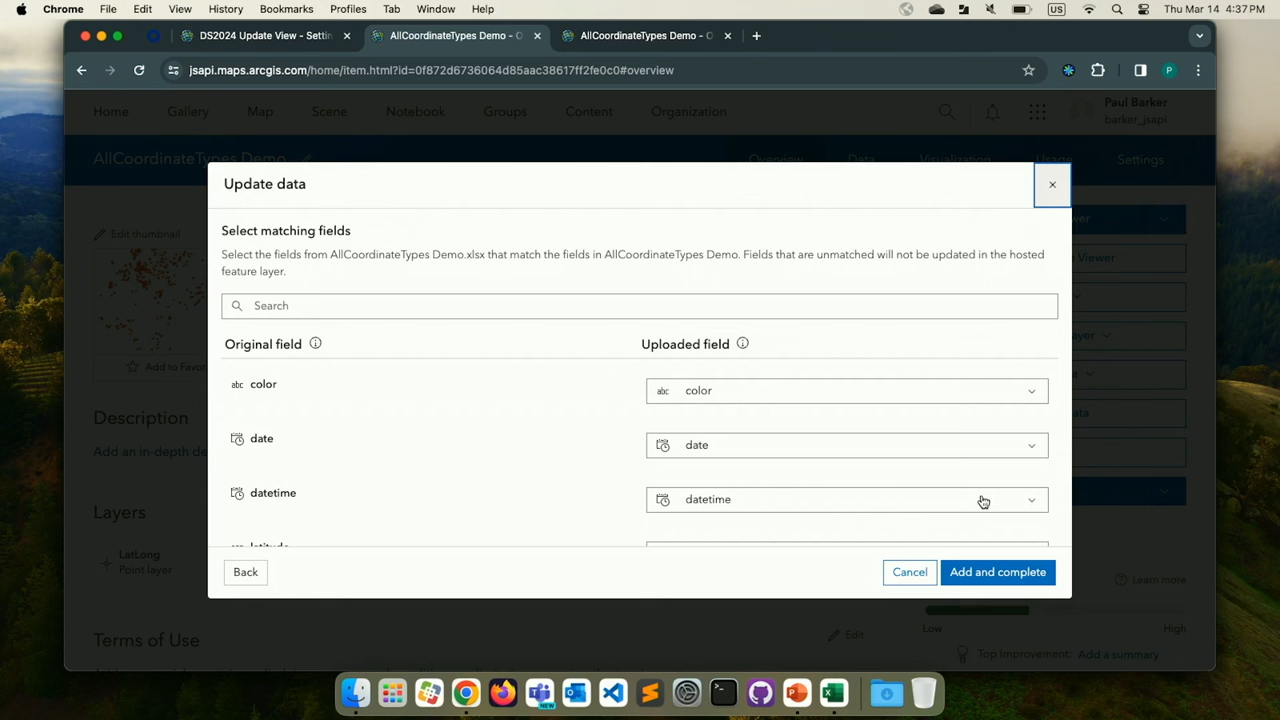 Chrome File Edit View History Bookmarks Profiles Tab Window Help US Thu Mar 14 4:37 PM
DS2024 Update View - Settin AllCoordinateTypes Demo - O AllCoordinateTypes Demo - O
jsapi.maps.arcgis.com/home/item.html?id=0f872d6736064d85aac38617ff2fe0c0#overview P
Home Gallery Map Scene Notebook Groups Content Organization
Paul Barker
barker_jsapi
AllCoordinateTypes Demo Overview Data Visualization Usage Settings
Update data
Edit thumbnail
Select matching fields
Select the fields from AllCoordinateTypes Demo.xlsx that match the fields in AllCoordinateTypes Demo. Fields that are unmatched will not be updated in the hosted
feature layer.
Search
Original field Uploaded field
Add to Favor
abc color abc color
Description
date date
Add an in-depth de
datetime datetime
Layers
latitude
LatLong
Point layer
Back Cancel Add and complete
Learn more
Low High
Terms of Use Edit
Top Improvement: Add a summary
NEW